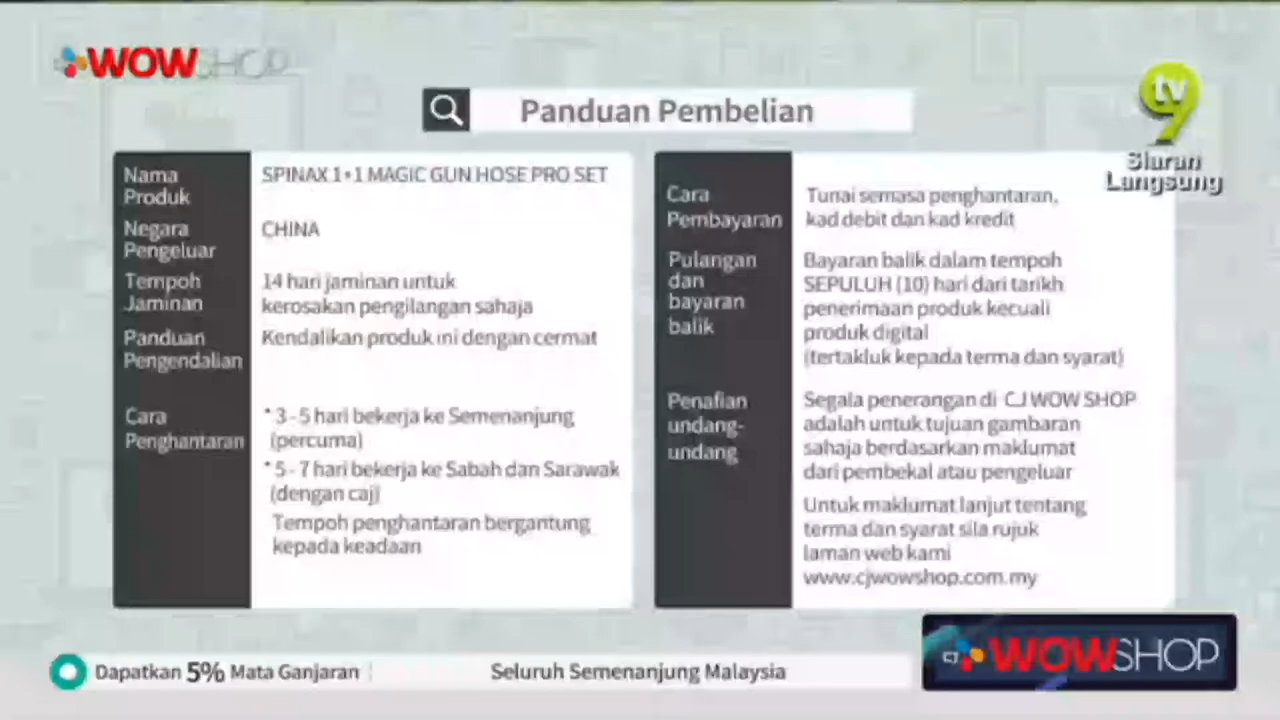 WOWSHOP
tv9
Siaran
Langsung
Panduan Pembelian
Nama
Produk
SPINAX 1+1 MAGIC GUN HOSE PRO SET
Negara
Pengeluar
CHINA
Tempoh
Jaminan
14 hari jaminan untuk
kerosakan pengilangan sahaja
Panduan
Pengendalian
Kendalikan produk ini dengan cermat
Cara
Penghantaran
* 3 - 5 hari bekerja ke Semenanjung
(percuma)
* 5 - 7 hari bekerja ke Sabah dan Sarawak
(dengan caj)
Tempoh penghantaran bergantung
kepada keadaan
Cara
Pembayaran
Tunai semasa penghantaran,
kad debit dan kad kredit
Pulangan
dan
bayaran
balik
Bayaran balik dalam tempoh
SEPULUH (10) hari dari tarikh
penerimaan produk kecuali
produk digital
(tertakluk kepada terma dan syarat)
Penafian
undang-
undang
Segala penerangan di CJ WOW SHOP
adalah untuk tujuan gambaran
sahaja berdasarkan maklumat
dari pembekal atau pengeluar
Untuk maklumat lanjut tentang
terma dan syarat sila rujuk
laman web kami
www.cjwowshop.com.my
Dapatkan 5% Mata Ganjaran
Seluruh Semenanjung Malaysia
CJ WOWSHOP